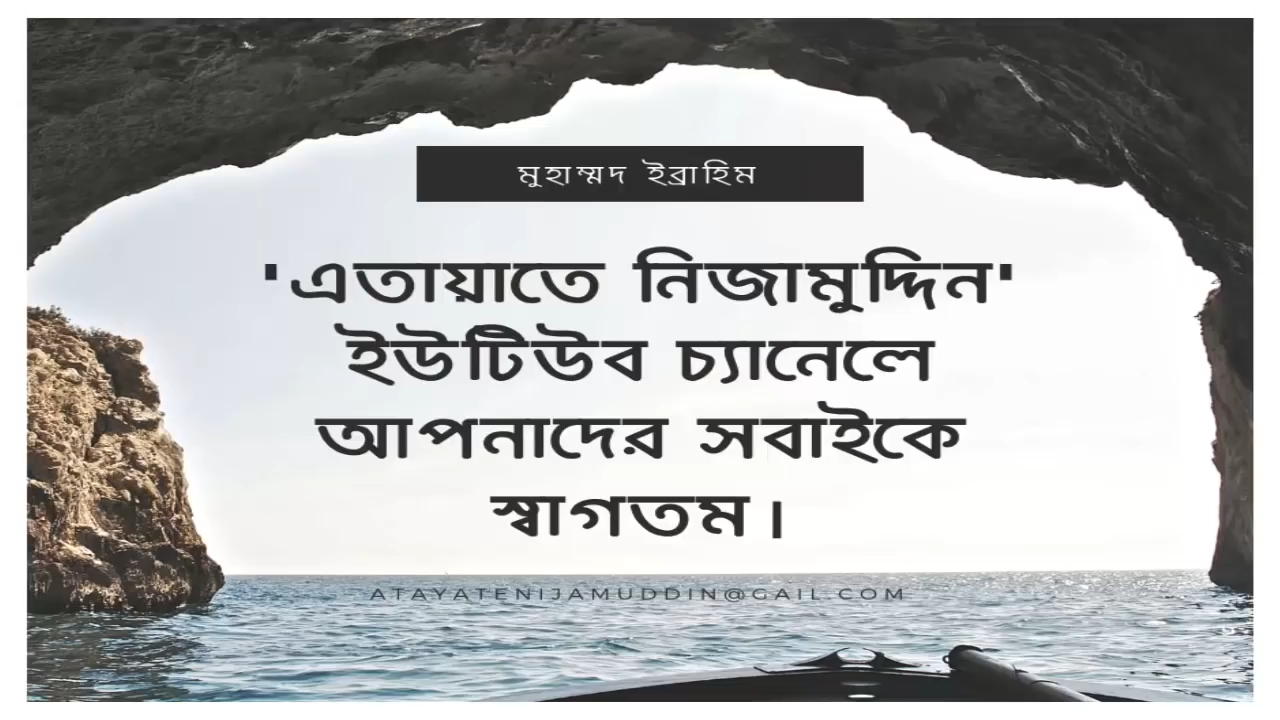 মুহাম্মদ ইব্রাহিম
'এতায়াতে নিজামুদ্দিন'
ইউটিউব চ্যানেলে
আপনাদের সবাইকে
স্বাগতম।
ATAYATENIJAMUDDIN@GAIL.COM